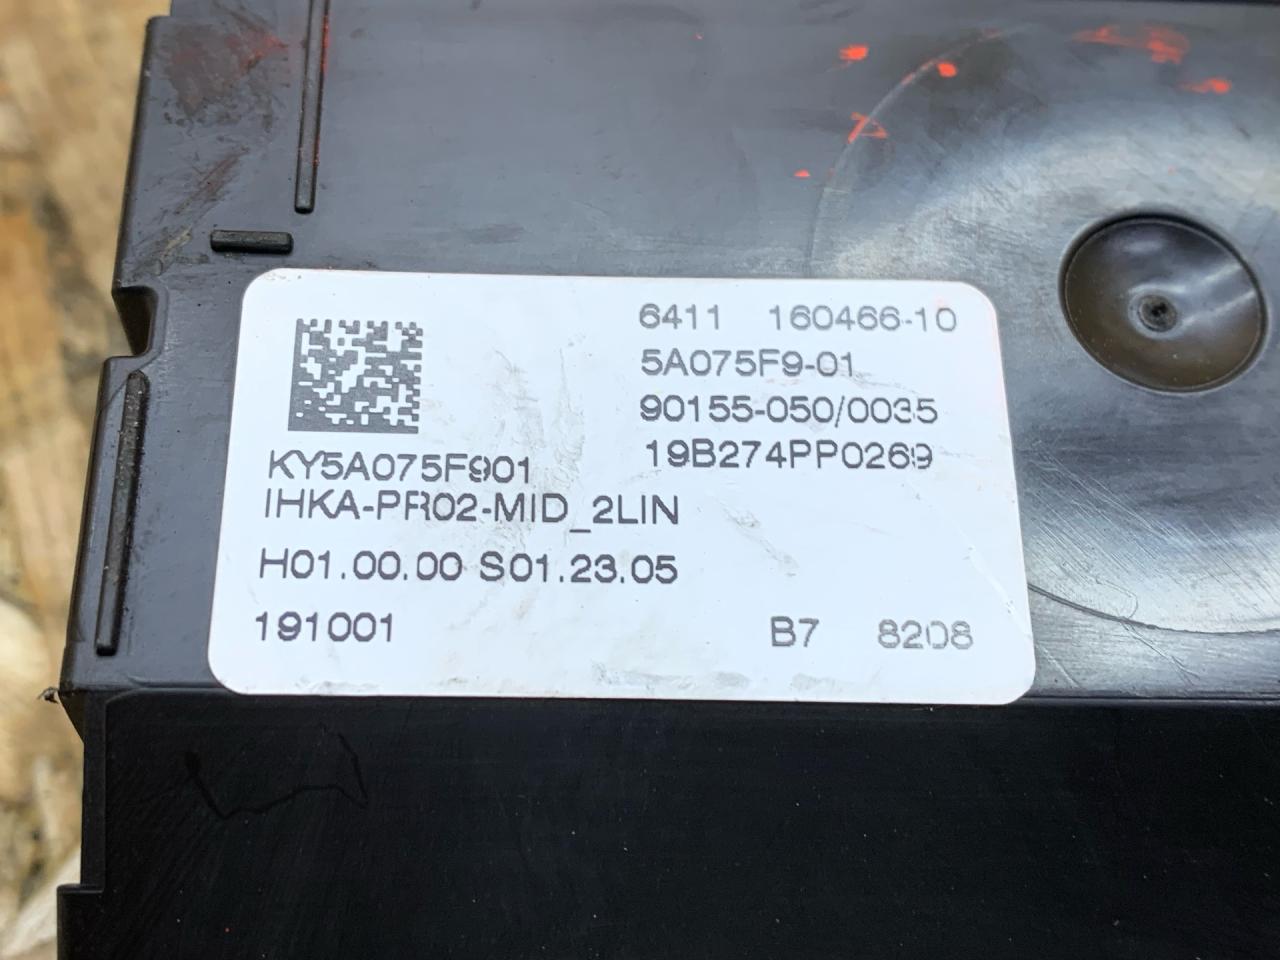 6411 160466-10
5A075F9-01
90155-050/0035
19B274PP0269
KY5A075F901
IHKA-PR02-MID_2LIN
H01.00.00 S01.23.05
191001 B7 8208